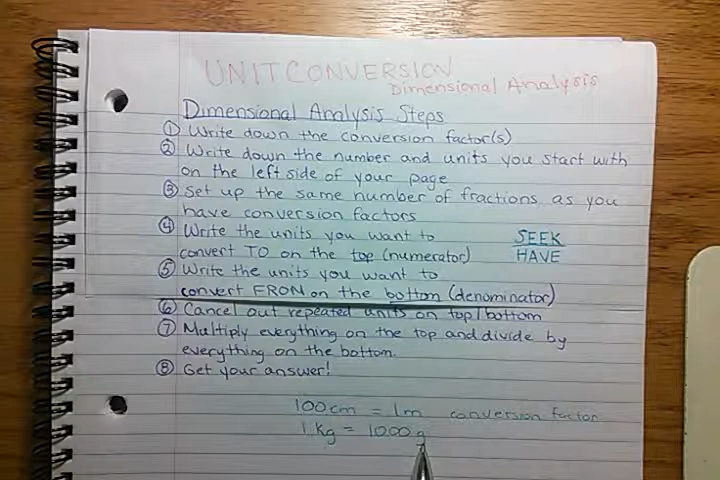 UNIT CONVERSION
Dimensional Analysis
Dimensional Analysis Steps
① Write down the conversion factor(s)
② Write down the number and units you start with
on the left side of your page
③ Set up the same number of fractions as you
have conversion factors
④ Write the units you want to
convert TO on the top (numerator)
SEEK
HAVE
⑤ Write the units you want to
convert FROM on the bottom (denominator)
⑥ Cancel out repeated units on top/bottom
⑦ Multiply everything on the top and divide by
everything on the bottom.
⑧ Get your answer!
100cm = 1m conversion factor
1 kg = 1000 g